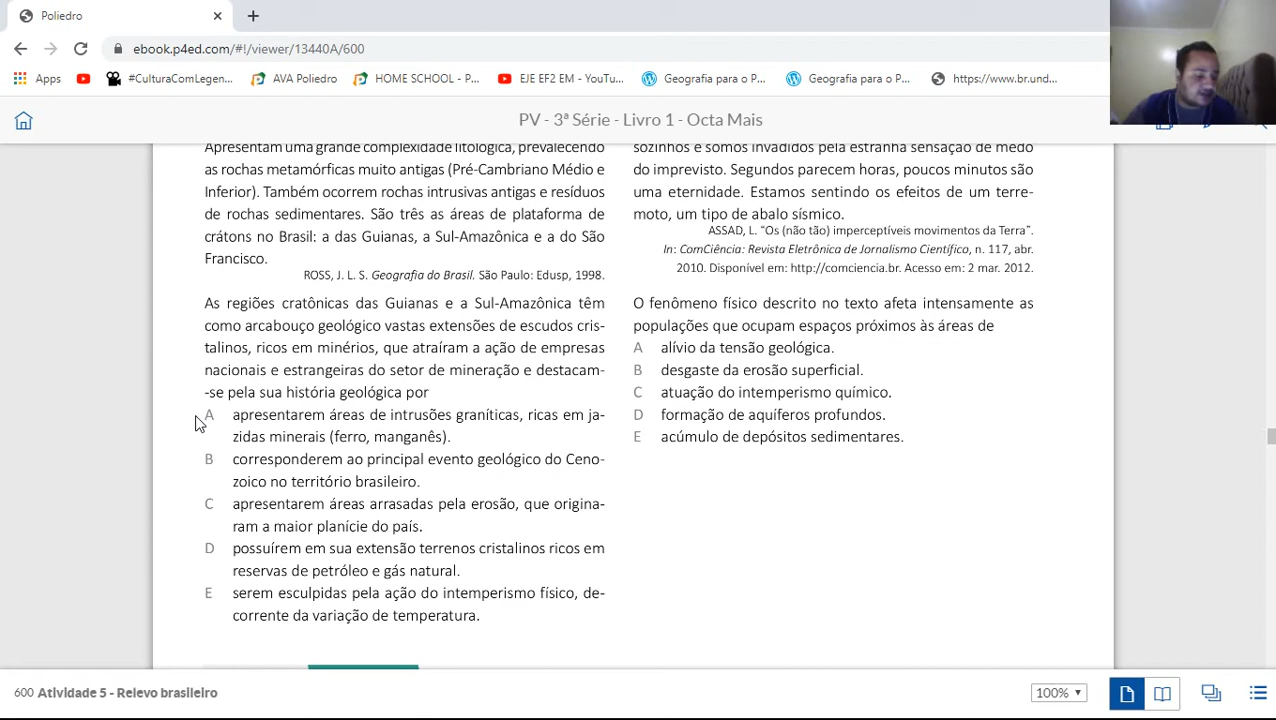 Poliedro
ebook.p4ed.com/#!/viewer/13440A/600
Apps
#CulturaComLegen...
AVA Poliedro
HOME SCHOOL - P...
EJE EF2 EM - YouTu...
Geografia para o P...
Geografia para o P...
https://www.br.und...
PV - 3ª Série - Livro 1 - Octa Mais
Apresentam uma grande complexidade litológica, prevalecendo
as rochas metamórficas muito antigas (Pré-Cambriano Médio e
Inferior). Também ocorrem rochas intrusivas antigas e resíduos
de rochas sedimentares. São três as áreas de plataforma de
crátons no Brasil: a das Guianas, a Sul-Amazônica e a do São
Francisco.
ROSS, J. L. S. Geografia do Brasil. São Paulo: Edusp, 1998.
As regiões cratônicas das Guianas e a Sul-Amazônica têm
como arcabouço geológico vastas extensões de escudos cris-
talinos, ricos em minérios, que atraíram a ação de empresas
nacionais e estrangeiras do setor de mineração e destacam-
-se pela sua história geológica por
A apresentarem áreas de intrusões graníticas, ricas em ja-
zidas minerais (ferro, manganês).
B corresponderem ao principal evento geológico do Ceno-
zoico no território brasileiro.
C apresentarem áreas arrasadas pela erosão, que origina-
ram a maior planície do país.
D possuírem em sua extensão terrenos cristalinos ricos em
reservas de petróleo e gás natural.
E serem esculpidas pela ação do intemperismo físico, de-
corrente da variação de temperatura.
sozinhos e somos invadidos pela estranha sensação de medo
do imprevisto. Segundos parecem horas, poucos minutos são
uma eternidade. Estamos sentindo os efeitos de um terre-
moto, um tipo de abalo sísmico.
ASSAD, L. “Os (não tão) imperceptíveis movimentos da Terra”.
In: ComCiência: Revista Eletrônica de Jornalismo Científico, n. 117, abr.
2010. Disponível em: http://comciencia.br. Acesso em: 2 mar. 2012.
O fenômeno físico descrito no texto afeta intensamente as
populações que ocupam espaços próximos às áreas de
A alívio da tensão geológica.
B desgaste da erosão superficial.
C atuação do intemperismo químico.
D formação de aquíferos profundos.
E acúmulo de depósitos sedimentares.
600 Atividade 5 - Relevo brasileiro
100%